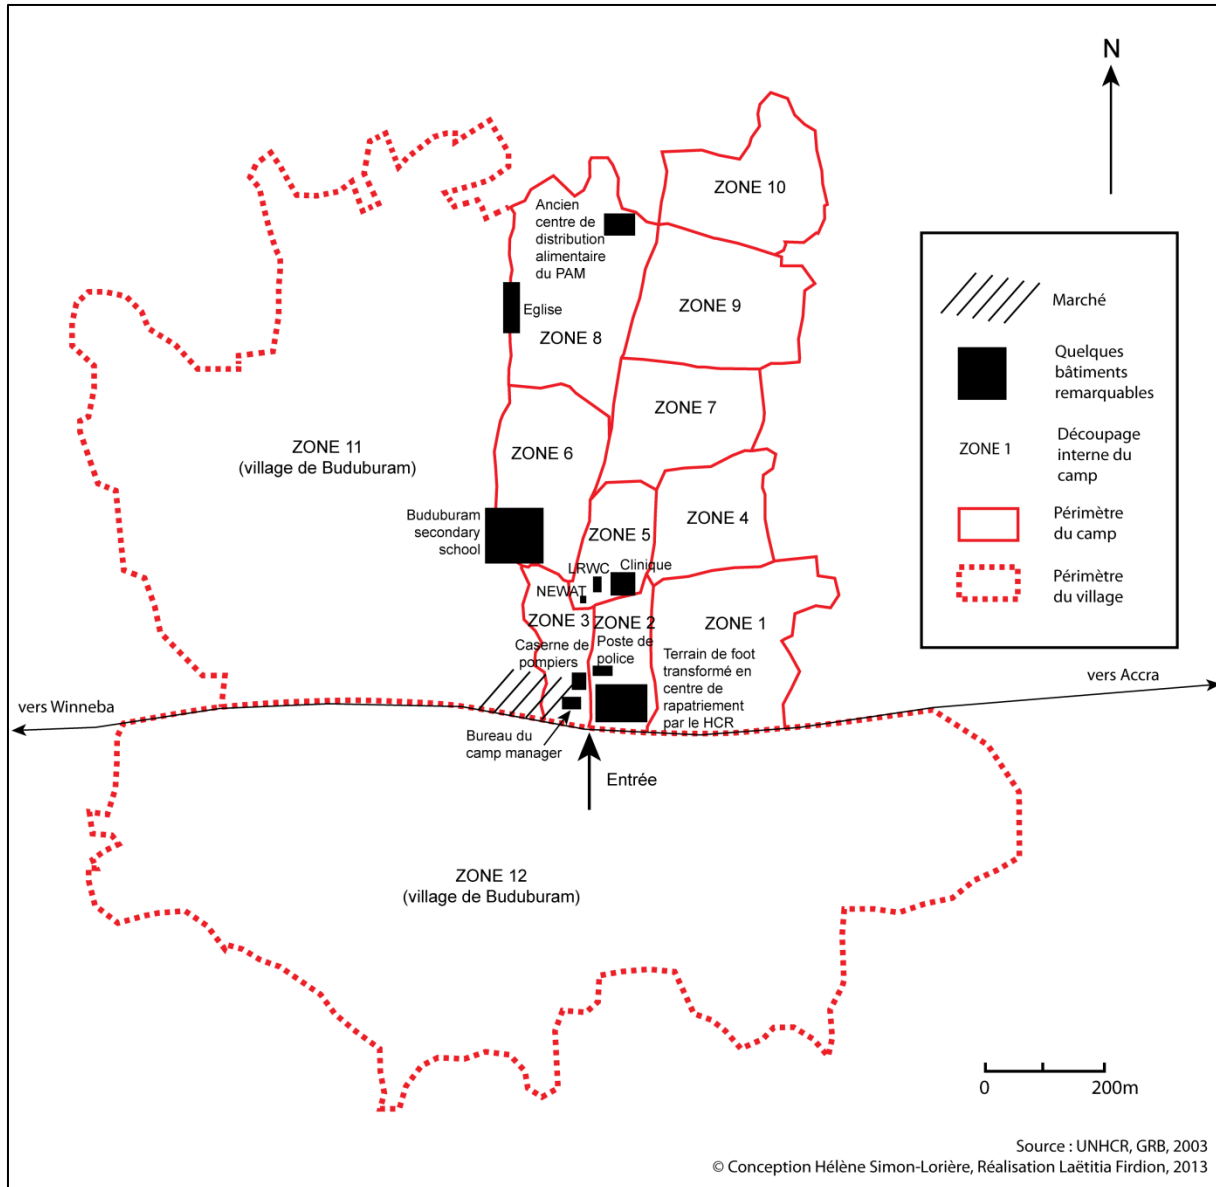 N
ZONE 10
Ancien
centre de
distribution
alimentaire
du PAM
Eglise
ZONE 9
ZONE 8
ZONE 7
ZONE 11
(village de Buduburam)
ZONE 6
Buduburam
secondary
school
ZONE 5
ZONE 4
LRWC
Clinique
NEWAT
ZONE 3
ZONE 2
ZONE 1
Caserne de
pompiers
Poste de
police
Terrain de foot
transformé en
centre de
rapatriement
par le HCR
Marché
Quelques
bâtiments
remarquables
ZONE 1
Découpage
interne du
camp
Périmètre
du camp
Périmètre
du village
vers Winneba
vers Accra
Bureau du
camp manager
Entrée
ZONE 12
(village de Buduburam)
0 200m
Source : UNHCR, GRB, 2003
© Conception Hélène Simon-Lorière, Réalisation Laëtitia Firdion, 2013